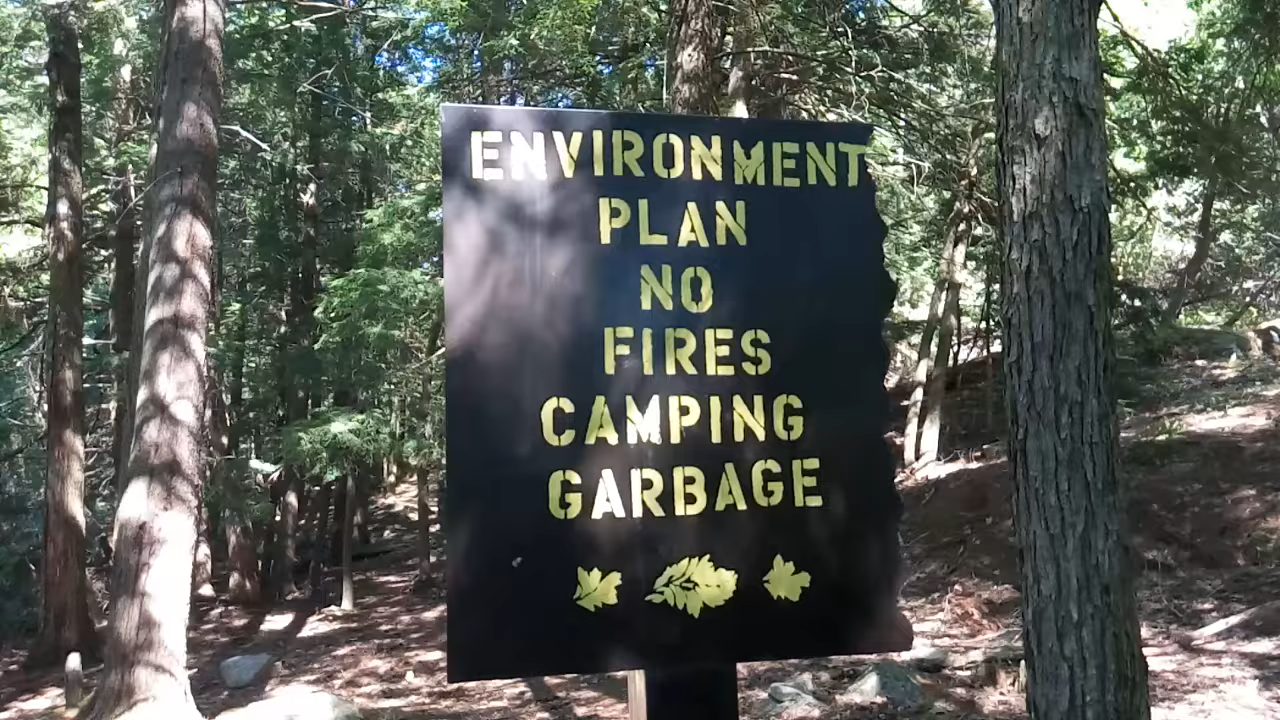 ENVIRONMENT
PLAN
NO
FIRES
CAMPING
GARBAGE